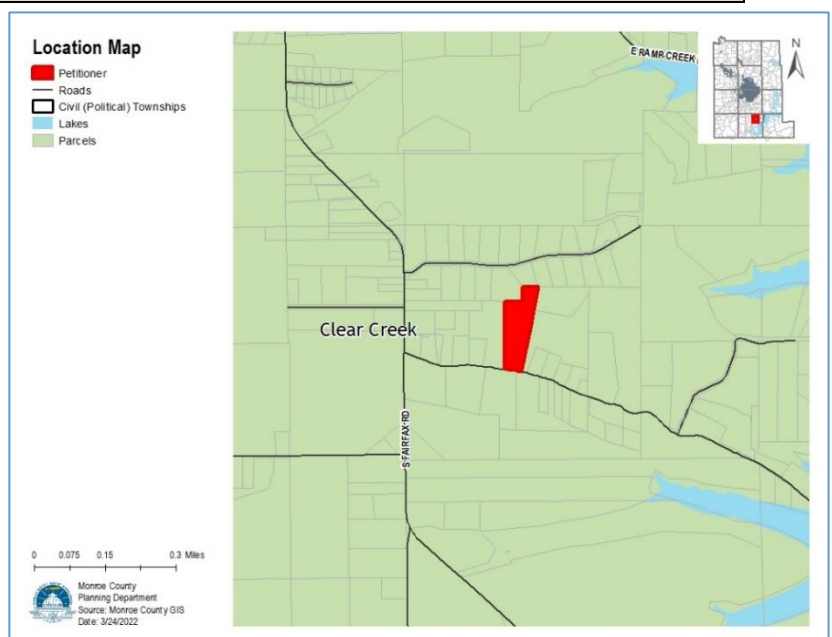 Location Map
Petitioner
Roads
Civil (Political) Townships
Lakes
Parcels
E RAMP CREEK
N
Clear Creek
S FAIRFAX RD
0 0.075 0.15 0.3 Miles
Monroe County
Planning Department
Source: Monroe County GIS
Date: 3/24/2022